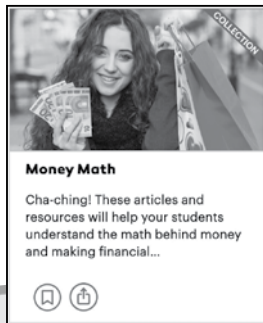 COLLECTION
Money Math
Cha-ching! These articles and
resources will help your students
understand the math behind money
and making financial...